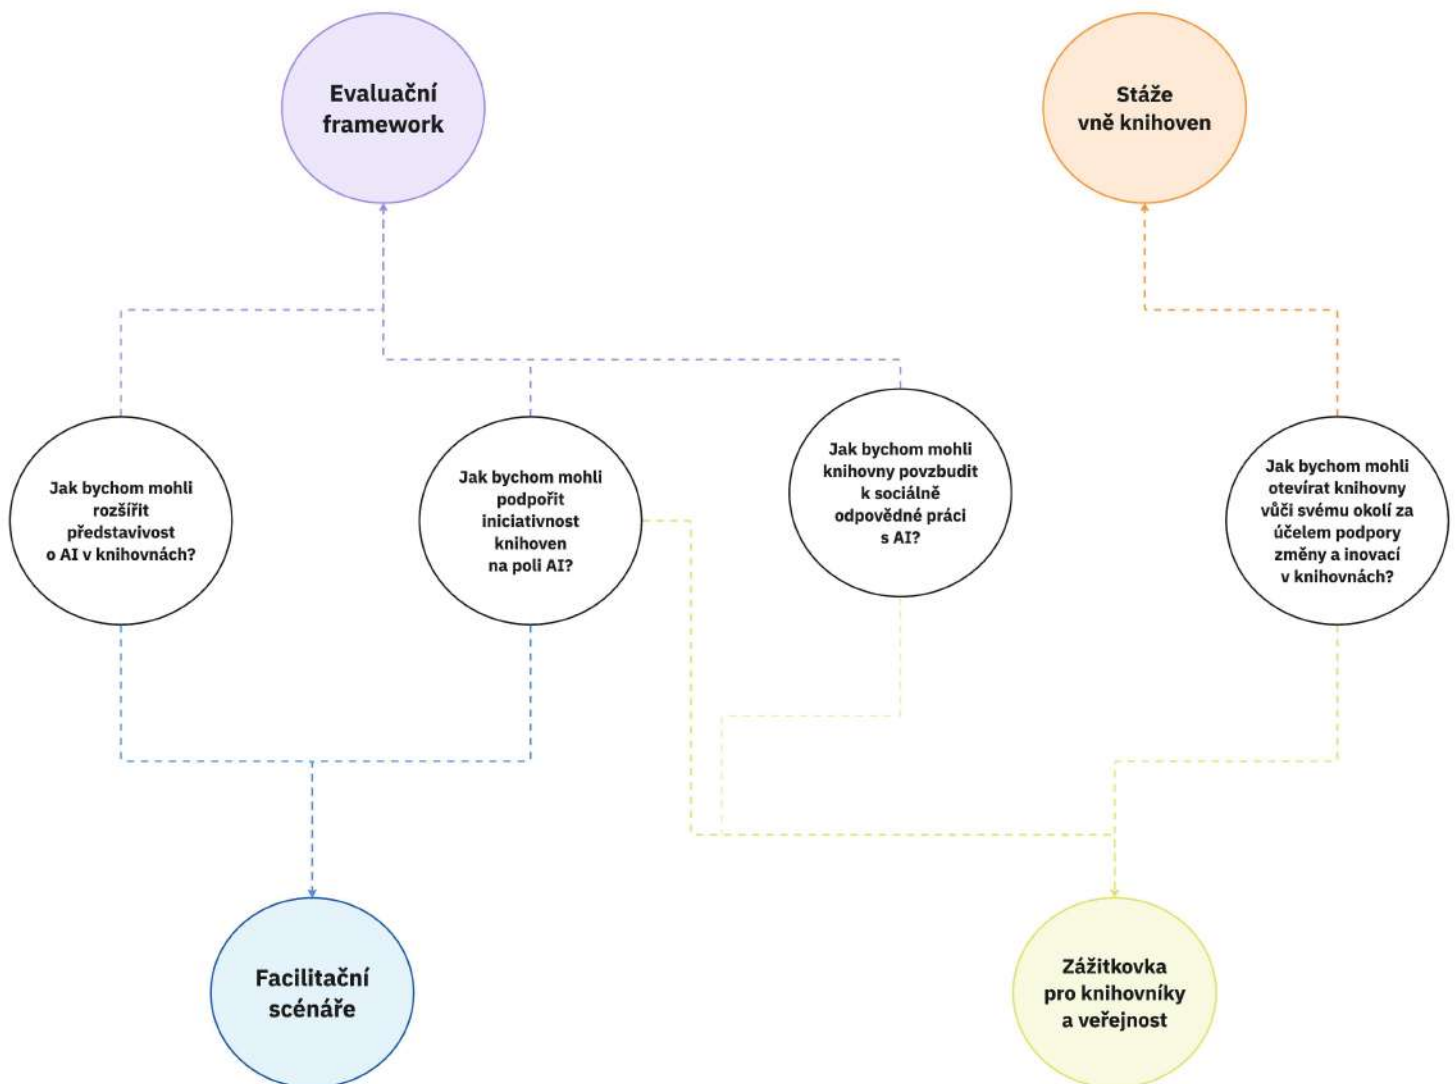 Evaluační
framework
Stáže
vně knihoven
Jak bychom mohli
rozšířit
představivost
o AI v knihovnách?
Jak bychom mohli
podpořit
iniciativnost
knihoven
na poli AI?
Jak bychom mohli
knihovny povzbudit
k sociálně
odpovědné práci
s AI?
Jak bychom mohli
otevírat knihovny
vůči svému okolí za
účelem podpory
změny a inovací
v knihovnách?
Facilitační
scénáře
Zážitkovka
pro knihovníky
a veřejnost